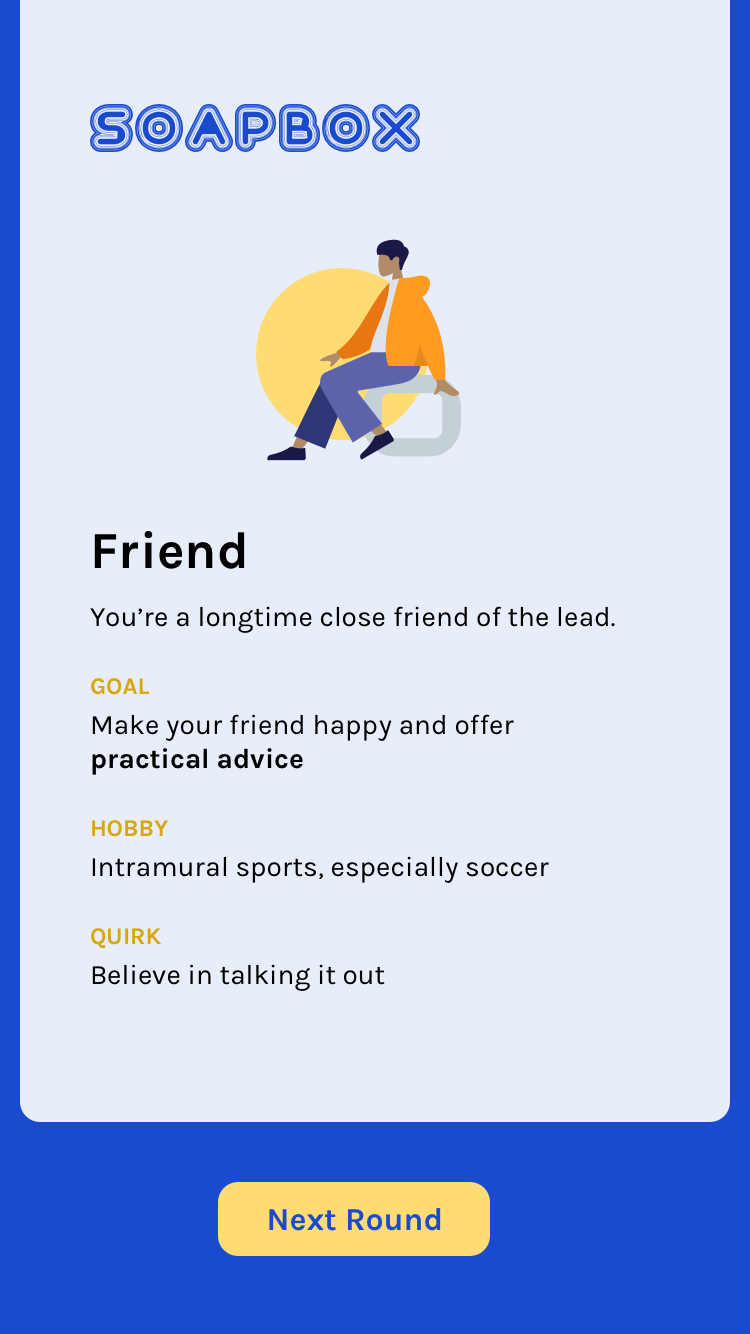 SOAPBOX
Friend
You’re a longtime close friend of the lead.
GOAL
Make your friend happy and offer
practical advice
HOBBY
Intramural sports, especially soccer
QUIRK
Believe in talking it out
Next Round